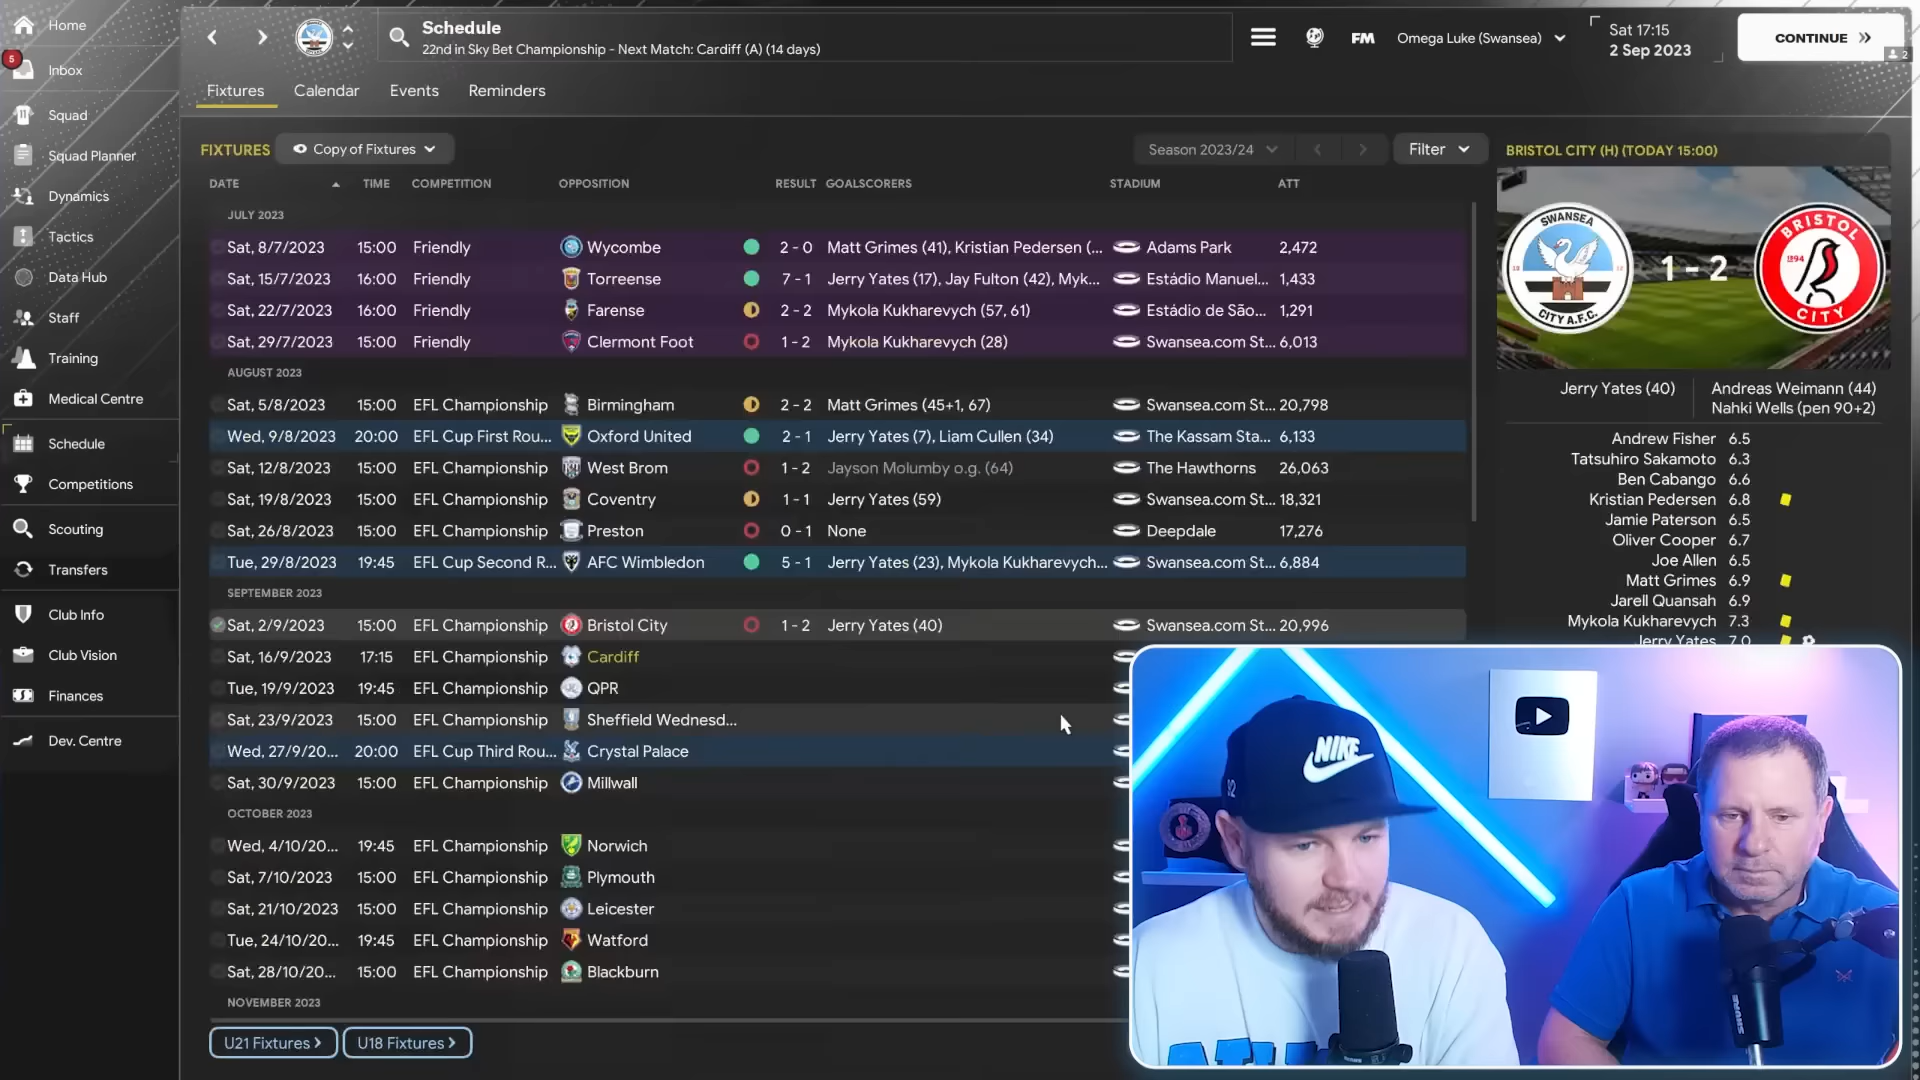 Home
5
Inbox
Squad
Squad Planner
Dynamics
Tactics
Data Hub
Staff
Training
Medical Centre
Schedule
Competitions
Scouting
Transfers
Club Info
Club Vision
Finances
Dev. Centre
Schedule
22nd in Sky Bet Championship - Next Match: Cardiff (A) (14 days)
FM
Omega Luke (Swansea)
Sat 17:15
2 Sep 2023
CONTINUE
2
Fixtures Calendar Events Reminders
FIXTURES Copy of Fixtures Season 2023/24 Filter
DATE TIME COMPETITION OPPOSITION RESULT GOALSCORERS STADIUM ATT
JULY 2023
Sat, 8/7/2023 15:00 Friendly Wycombe 2 - 0 Matt Grimes (41), Kristian Pedersen (... Adams Park 2,472
Sat, 15/7/2023 16:00 Friendly Torreense 7 - 1 Jerry Yates (17), Jay Fulton (42), Myk... Estádio Manuel... 1,433
Sat, 22/7/2023 16:00 Friendly Farense 2 - 2 Mykola Kukharevych (57, 61) Estádio de São... 1,291
Sat, 29/7/2023 15:00 Friendly Clermont Foot 1 - 2 Mykola Kukharevych (28) Swansea.com St... 6,013
AUGUST 2023
Sat, 5/8/2023 15:00 EFL Championship Birmingham 2 - 2 Matt Grimes (45+1, 67) Swansea.com St... 20,798
Wed, 9/8/2023 20:00 EFL Cup First Rou... Oxford United 2 - 1 Jerry Yates (7), Liam Cullen (34) The Kassam Sta... 6,133
Sat, 12/8/2023 15:00 EFL Championship West Brom 1 - 2 Jayson Molumby o.g. (64) The Hawthorns 26,063
Sat, 19/8/2023 15:00 EFL Championship Coventry 1 - 1 Jerry Yates (59) Swansea.com St... 18,321
Sat, 26/8/2023 15:00 EFL Championship Preston 0 - 1 None Deepdale 17,276
Tue, 29/8/2023 19:45 EFL Cup Second R... AFC Wimbledon 5 - 1 Jerry Yates (23), Mykola Kukharevych... Swansea.com St... 6,884
SEPTEMBER 2023
Sat, 2/9/2023 15:00 EFL Championship Bristol City 1 - 2 Jerry Yates (40) Swansea.com St... 20,996
Sat, 16/9/2023 17:15 EFL Championship Cardiff
Tue, 19/9/2023 19:45 EFL Championship QPR
Sat, 23/9/2023 15:00 EFL Championship Sheffield Wednesd...
Wed, 27/9/20... 20:00 EFL Cup Third Rou... Crystal Palace
Sat, 30/9/2023 15:00 EFL Championship Millwall
OCTOBER 2023
Wed, 4/10/20... 19:45 EFL Championship Norwich
Sat, 7/10/2023 15:00 EFL Championship Plymouth
Sat, 21/10/2023 15:00 EFL Championship Leicester
Tue, 24/10/20... 19:45 EFL Championship Watford
Sat, 28/10/20... 15:00 EFL Championship Blackburn
NOVEMBER 2023
U21 Fixtures U18 Fixtures
BRISTOL CITY (H) (TODAY 15:00)
SWANSEA
CITY A.F.C.
1 - 2
BRISTOL
1894
CITY
Jerry Yates (40) Andreas Weimann (44)
Nahki Wells (pen 90+2)
Andrew Fisher 6.5
Tatsuhiro Sakamoto 6.3
Ben Cabango 6.6
Kristian Pedersen 6.8
Jamie Paterson 6.5
Oliver Cooper 6.7
Joe Allen 6.5
Matt Grimes 6.9
Jarell Quansah 6.9
Mykola Kukharevych 7.3
Jerry Yates 7.0
NIKE